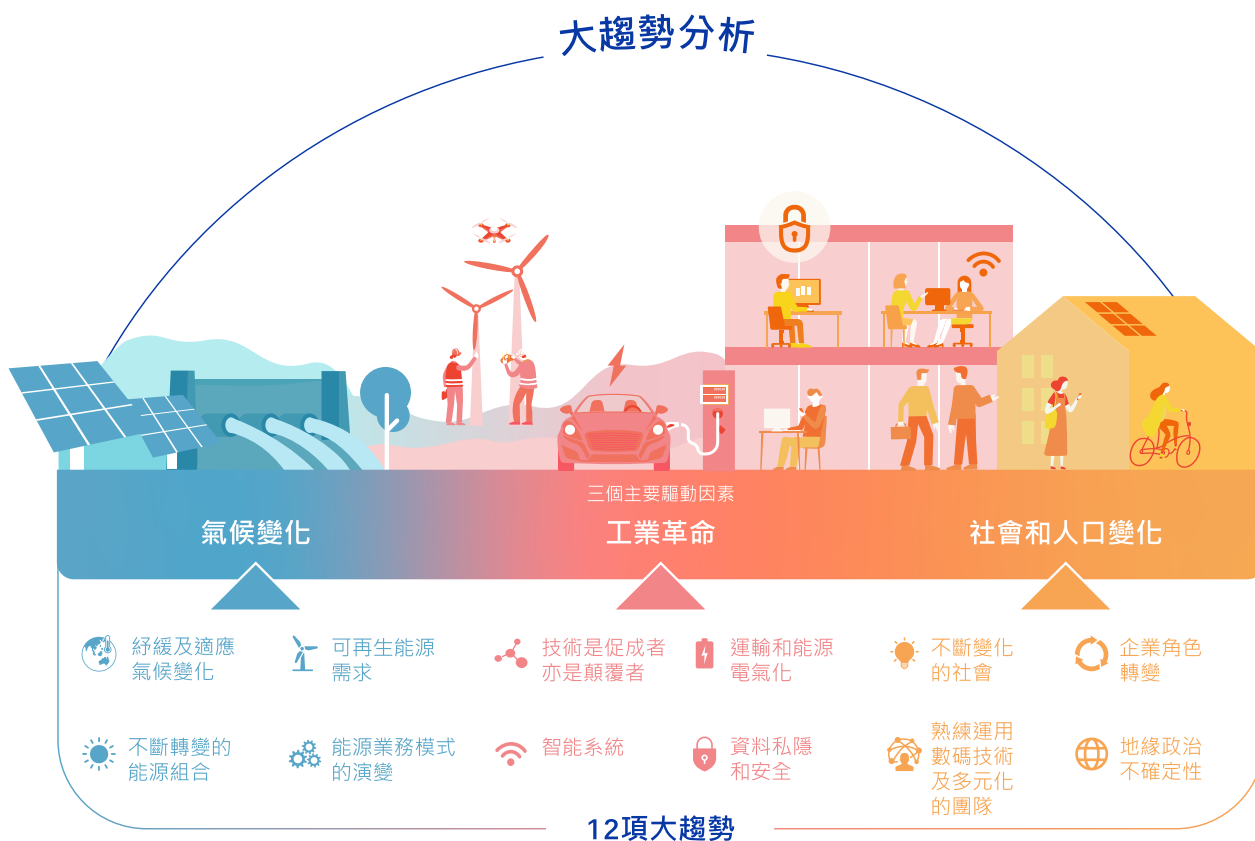 大趨勢分析
三個主要驅動因素
氣候變化
工業革命
社會和人口變化
紓緩及適應
氣候變化
可再生能源
需求
技術是促成者
亦是顛覆者
運輸和能源
電氣化
不斷變化
的社會
企業角色
轉變
不斷轉變的
能源組合
能源業務模式
的演變
智能系統
資料私隱
和安全
熟練運用
數碼技術
及多元化
的團隊
地緣政治
不確定性
12項大趨勢